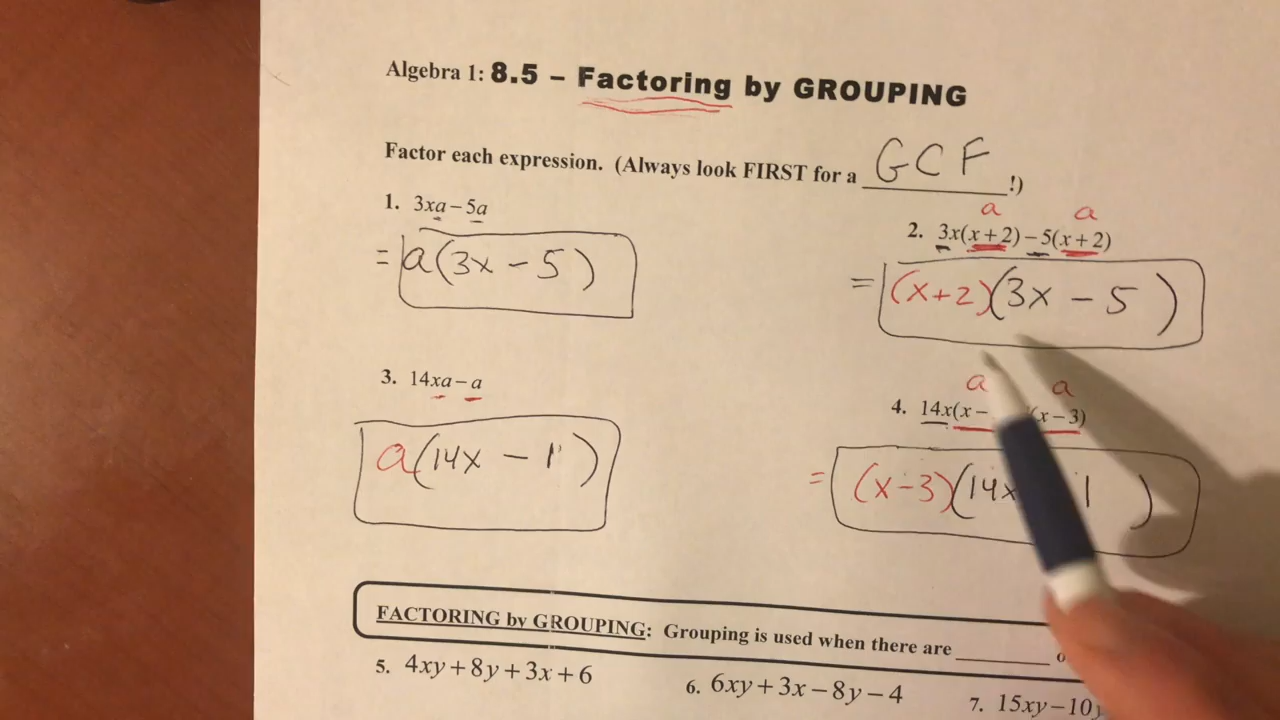 Algebra 1: 8.5 – Factoring by GROUPING
Factor each expression. (Always look FIRST for a GCF!)
1. 3xa – 5a
= a(3x – 5)
a a
2. 3x(x + 2) – 5(x + 2)
= (x+2)(3x – 5)
3. 14xa – a
a(14x – 1)
a a
4. 14x(x – (x – 3)
= (x–3)(14x 1 )
FACTORING by GROUPING: Grouping is used when there are ________
5. 4xy + 8y + 3x + 6
6. 6xy + 3x – 8y – 4
7. 15xy – 10